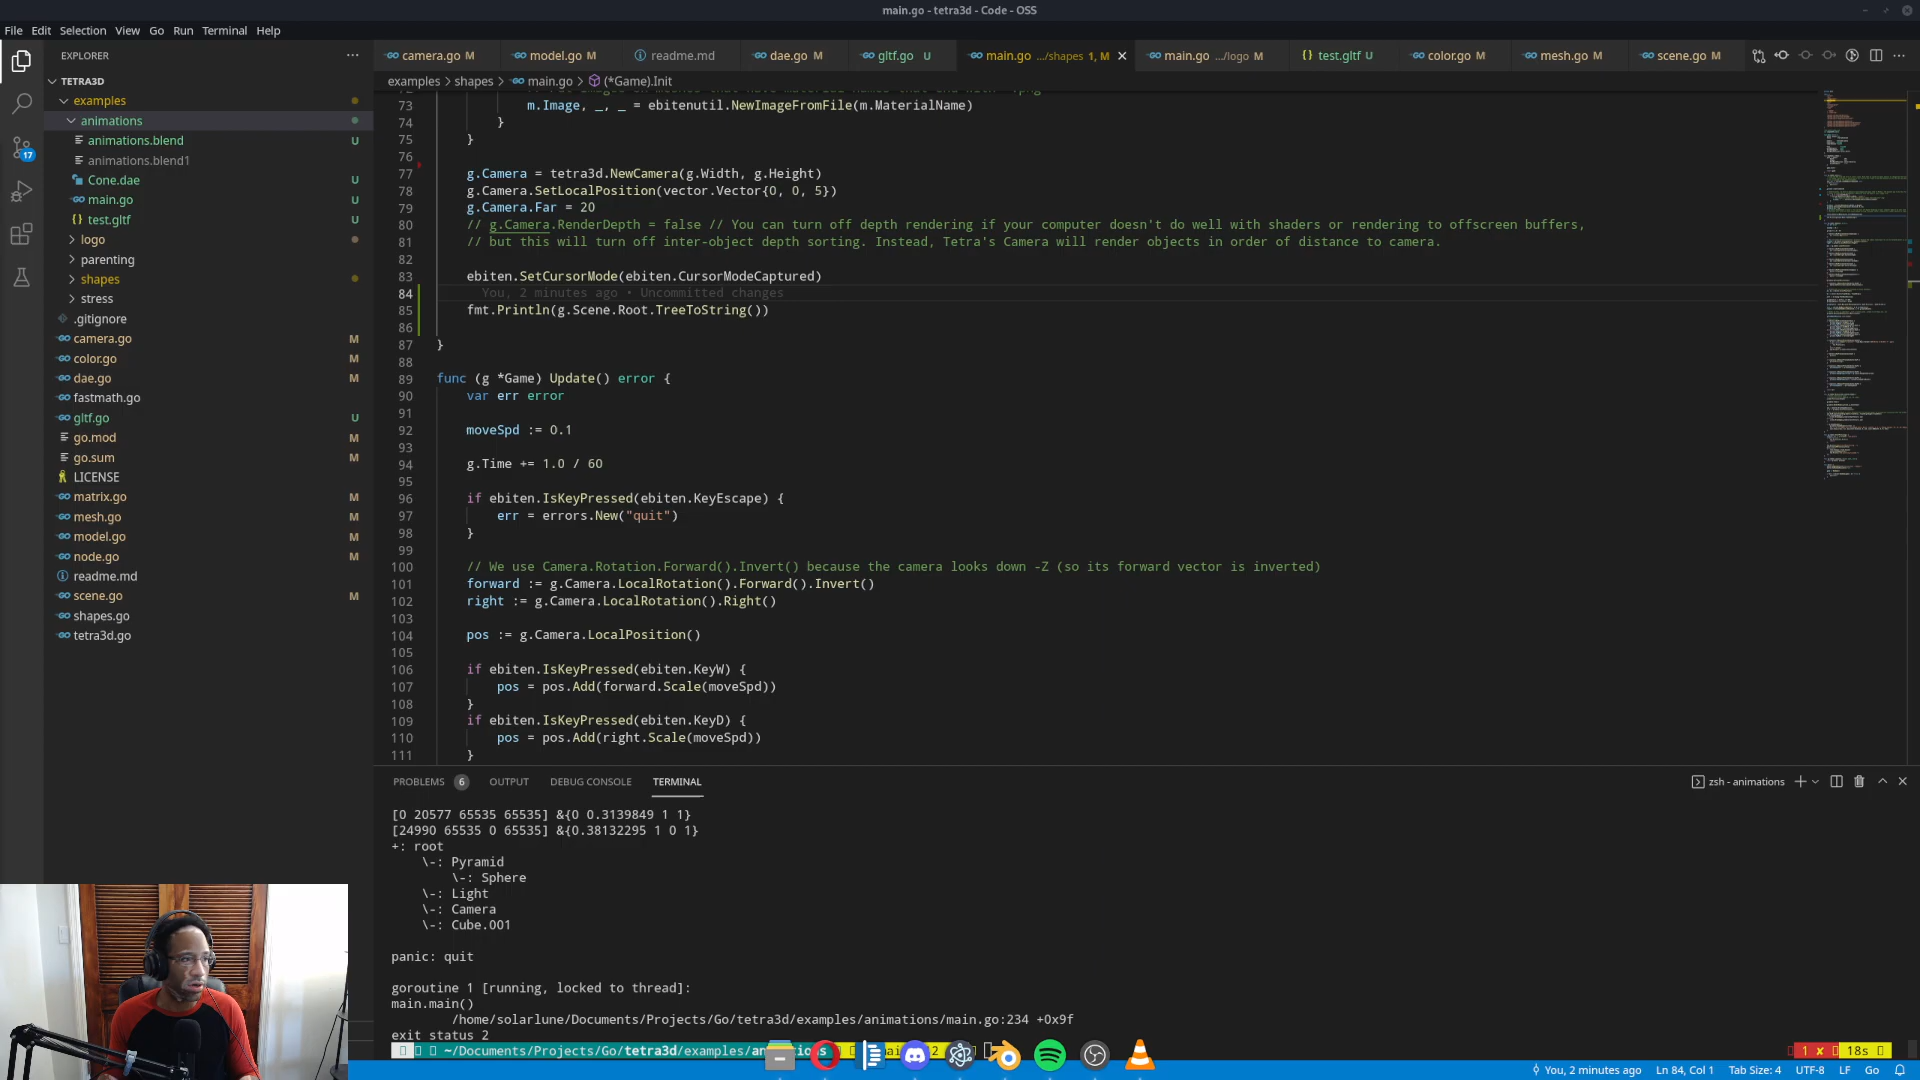 main.go - tetra3d - Code - OSS
File Edit Selection View Go Run Terminal Help
EXPLORER
TETRA3D
examples
animations
animations.blend U
animations.blend1
Cone.dae U
main.go U
test.gltf U
logo
parenting
shapes
stress
.gitignore
camera.go M
color.go M
dae.go M
fastmath.go
gltf.go U
go.mod M
go.sum M
LICENSE
matrix.go M
mesh.go M
model.go M
node.go M
readme.md
scene.go M
shapes.go
tetra3d.go
17
camera.go M model.go M readme.md dae.go M gltf.go U main.go .../shapes 1, M main.go .../logo M test.gltf U color.go M mesh.go M scene.go M
examples > shapes > main.go > (*Game).Init
73 m.Image, _, _ = ebitenutil.NewImageFromFile(m.MaterialName)
74 }
75 }
76
77 g.Camera = tetra3d.NewCamera(g.Width, g.Height)
78 g.Camera.SetLocalPosition(vector.Vector{0, 0, 5})
79 g.Camera.Far = 20
80 // g.Camera.RenderDepth = false // You can turn off depth rendering if your computer doesn't do well with shaders or rendering to offscreen buffers,
81 // but this will turn off inter-object depth sorting. Instead, Tetra's Camera will render objects in order of distance to camera.
82
83 ebiten.SetCursorMode(ebiten.CursorModeCaptured)
84 You, 2 minutes ago • Uncommitted changes
85 fmt.Println(g.Scene.Root.TreeToString())
86
87 }
88
89 func (g *Game) Update() error {
90 var err error
91
92 moveSpd := 0.1
93
94 g.Time += 1.0 / 60
95
96 if ebiten.IsKeyPressed(ebiten.KeyEscape) {
97 err = errors.New("quit")
98 }
99
100 // We use Camera.Rotation.Forward().Invert() because the camera looks down -Z (so its forward vector is inverted)
101 forward := g.Camera.LocalRotation().Forward().Invert()
102 right := g.Camera.LocalRotation().Right()
103
104 pos := g.Camera.LocalPosition()
105
106 if ebiten.IsKeyPressed(ebiten.KeyW) {
107 pos = pos.Add(forward.Scale(moveSpd))
108 }
109 if ebiten.IsKeyPressed(ebiten.KeyD) {
110 pos = pos.Add(right.Scale(moveSpd))
111 }
PROBLEMS 6 OUTPUT DEBUG CONSOLE TERMINAL zsh - animations
[0 20577 65535 65535] &{0 0.3139849 1 1}
[24990 65535 0 65535] &{0.38132295 1 0 1}
+: root
\-: Pyramid
\-: Sphere
\-: Light
\-: Camera
\-: Cube.001
panic: quit
goroutine 1 [running, locked to thread]:
main.main()
/home/solarlune/Documents/Projects/Go/tetra3d/examples/animations/main.go:234 +0x9f
exit status 2
~/Documents/Projects/Go/tetra3d/examples/
1 ✘ 18s
You, 2 minutes ago Ln 84, Col 1 Tab Size: 4 UTF-8 LF Go